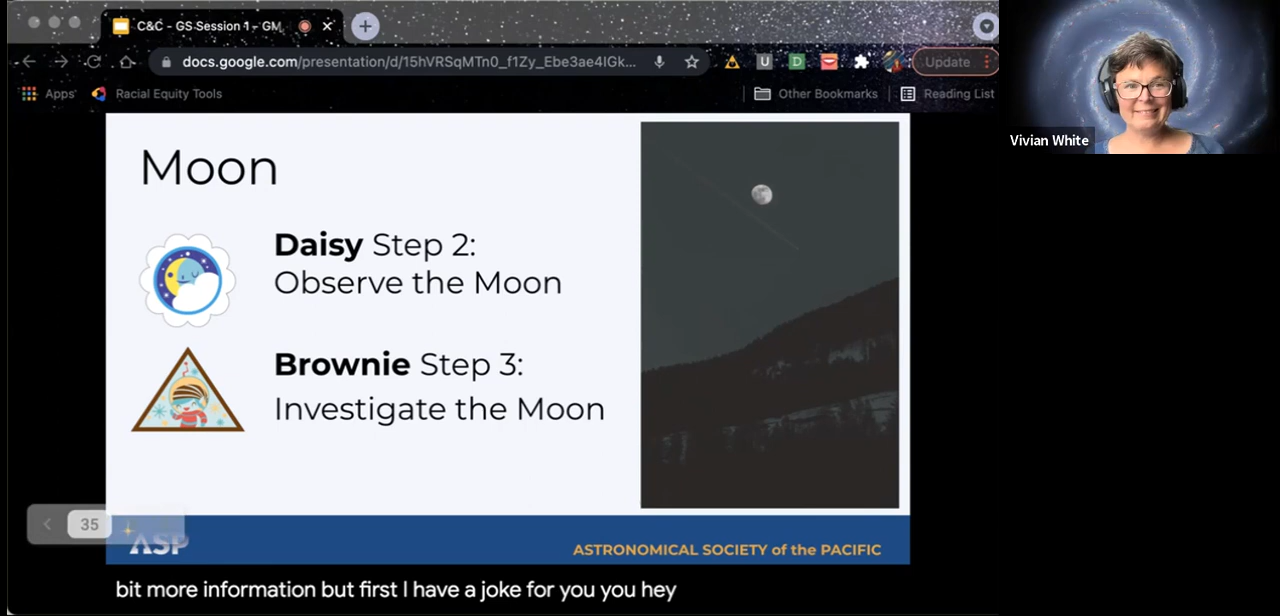 C&C - GS Session 1 - GM
docs.google.com/presentation/d/15hVRSqMTn0_f1Zy_Ebe3ae4IGk...
U
D
Update
Apps
Racial Equity Tools
Other Bookmarks
Reading List
Vivian White
Moon
Daisy Step 2:
Observe the Moon
Brownie Step 3:
Investigate the Moon
35
ASP
ASTRONOMICAL SOCIETY of the PACIFIC
bit more information but first I have a joke for you you hey